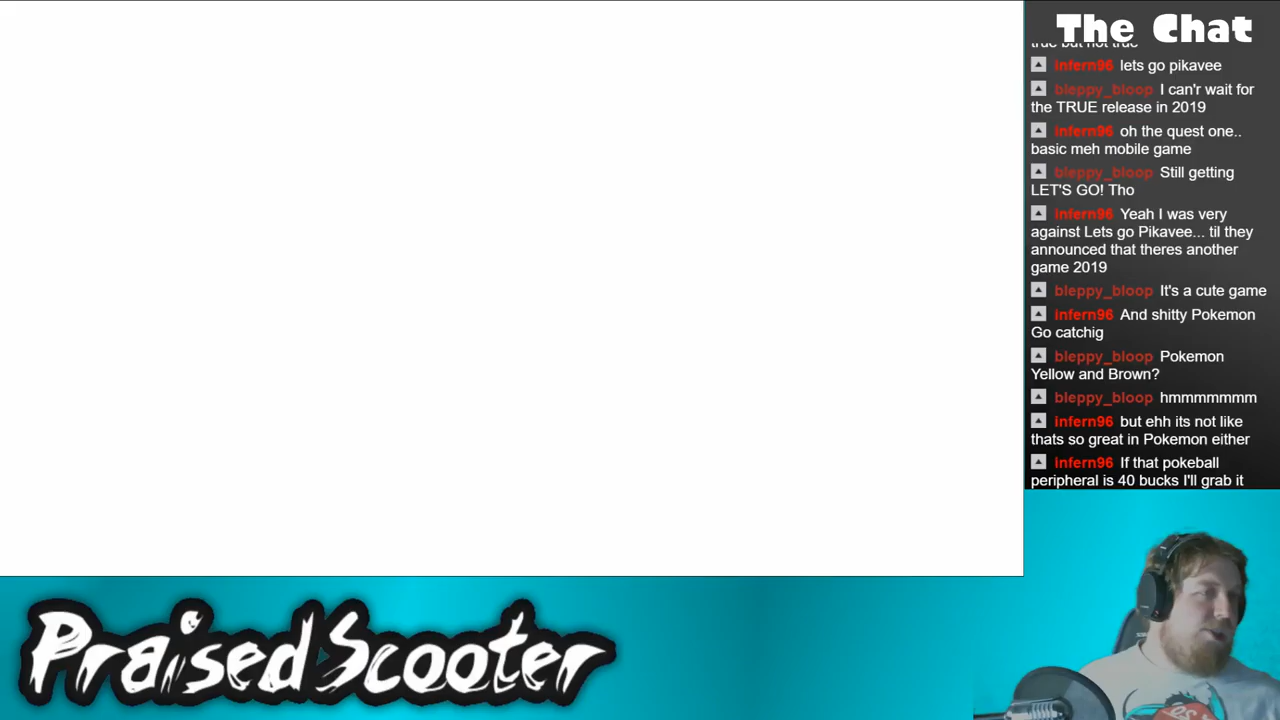 The Chat
true but not true
infern96 lets go pikavee
bleppy_bloop I can'r wait for
the TRUE release in 2019
infern96 oh the quest one..
basic meh mobile game
bleppy_bloop Still getting
LET'S GO! Tho
infern96 Yeah I was very
against Lets go Pikavee... til they
announced that theres another
game 2019
bleppy_bloop It's a cute game
infern96 And shitty Pokemon
Go catchig
bleppy_bloop Pokemon
Yellow and Brown?
bleppy_bloop hmmmmmmm
infern96 but ehh its not like
thats so great in Pokemon either
infern96 If that pokeball
peripheral is 40 bucks I'll grab it
PraisedScooter